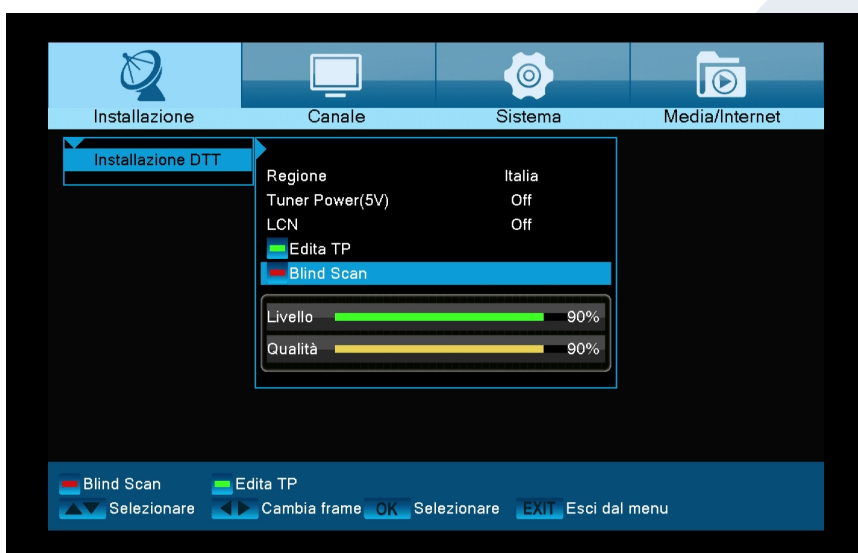 Installazione Canale Sistema Media/Internet
Installazione DTT
Regione Italia
Tuner Power(5V) Off
LCN Off
Edita TP
Blind Scan
Livello 90%
Qualità 90%
Blind Scan Edita TP
Selezionare Cambia frame OK Selezionare EXIT Esci dal menu